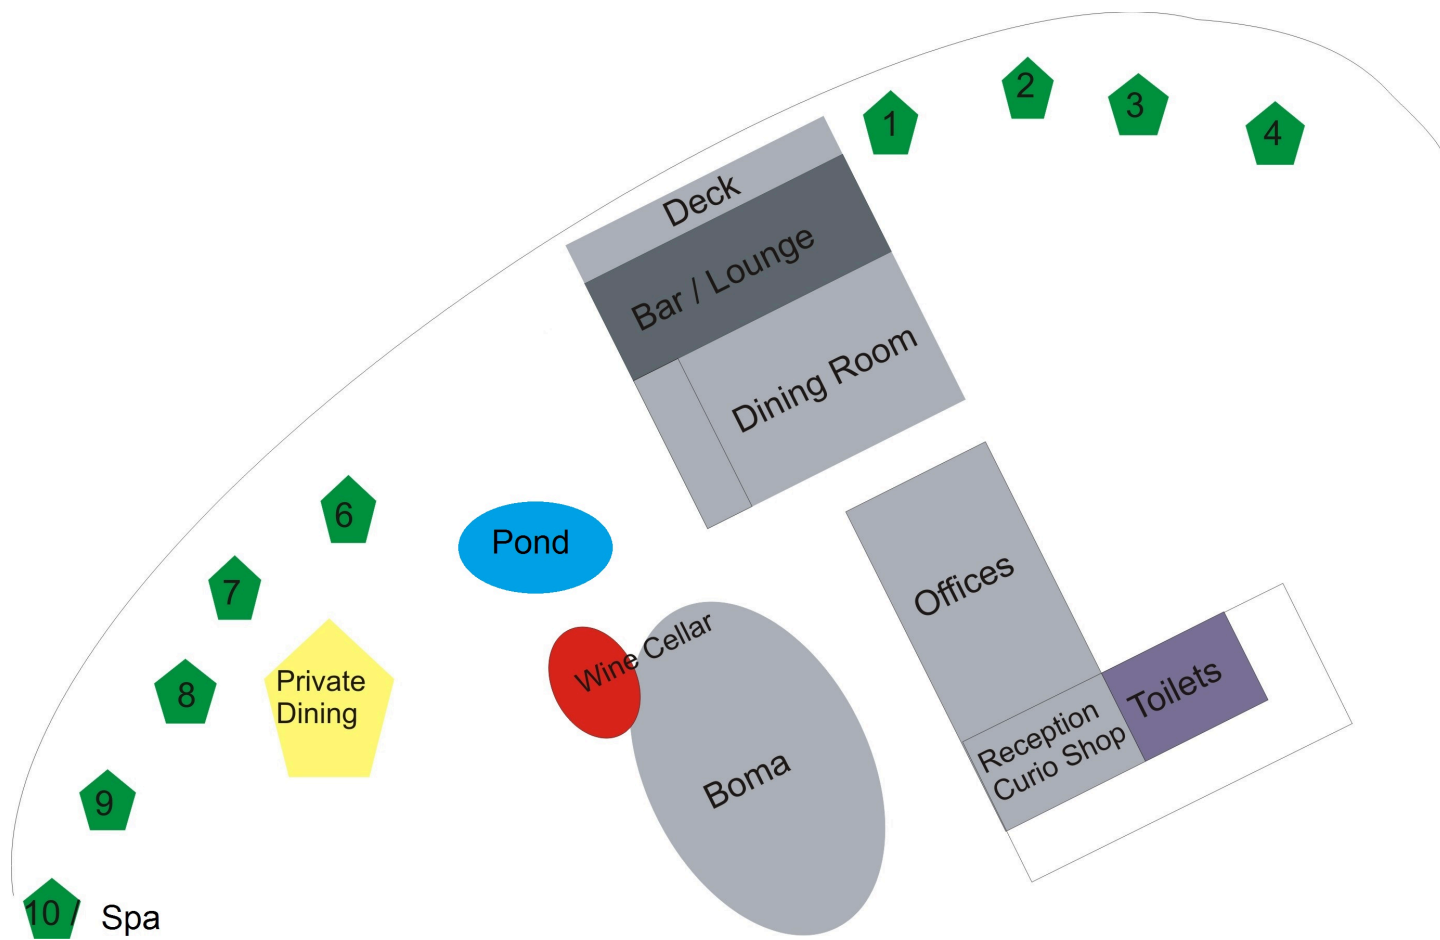 2
3
1
4
Deck
Bar / Lounge
Dining Room
6
Pond
7
Offices
Wine Cellar
Private
Dining
8
Toilets
Reception
Curio Shop
Boma
9
10 / Spa